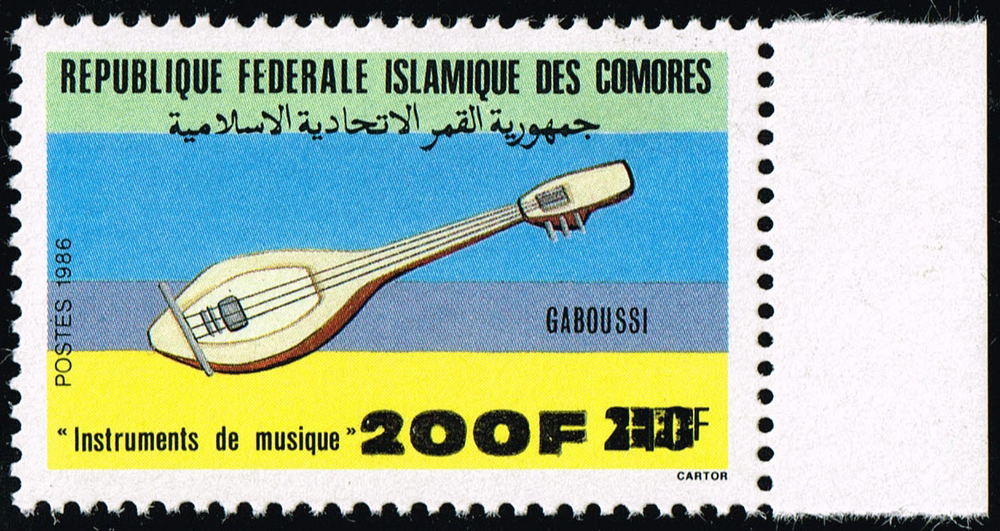 REPUBLIQUE FEDERALE ISLAMIQUE DES COMORES
جمهورية القمر الاتحادية الاسلامية
POSTES 1986
GABOUSSI
« Instruments de musique » 200F F
CARTOR